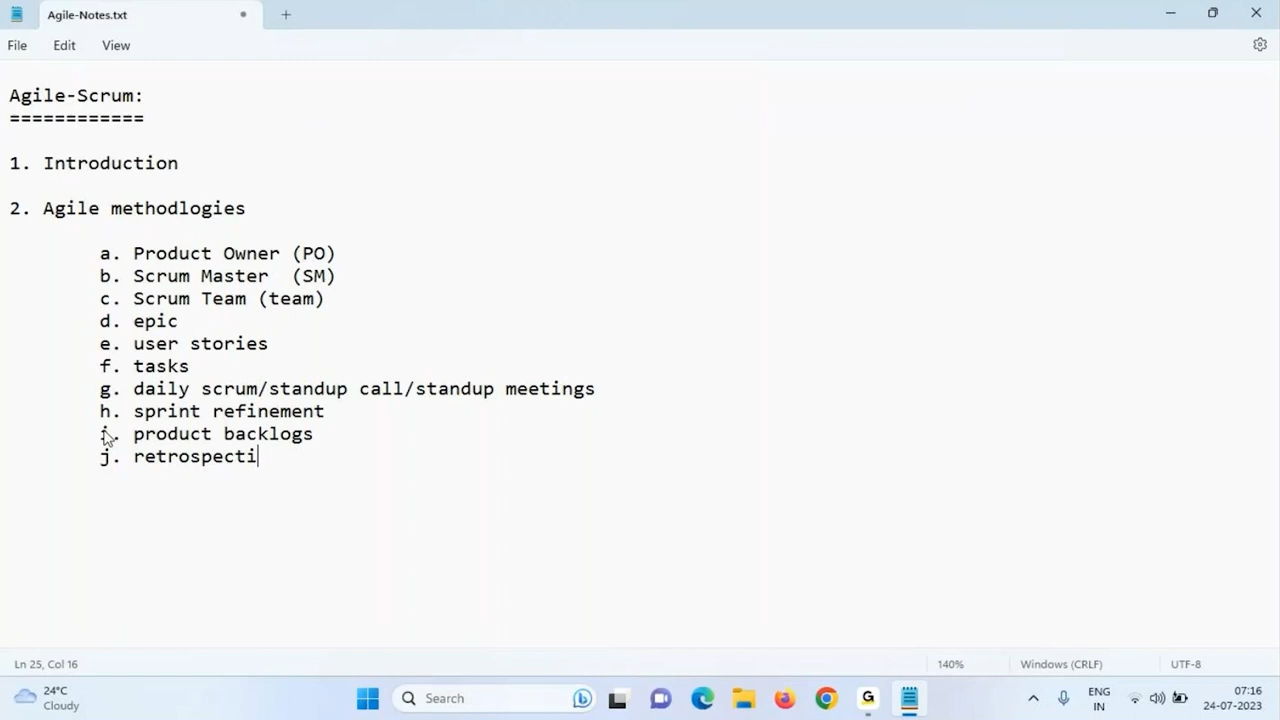 Agile-Notes.txt
File Edit View
Agile-Scrum:
============
1. Introduction
2. Agile methodlogies
a. Product Owner (PO)
b. Scrum Master (SM)
c. Scrum Team (team)
d. epic
e. user stories
f. tasks
g. daily scrum/standup call/standup meetings
h. sprint refinement
i. product backlogs
j. retrospecti
Ln 25, Col 16 140% Windows (CRLF) UTF-8
24°C
Cloudy
Search
ENG
IN
07:16
24-07-2023